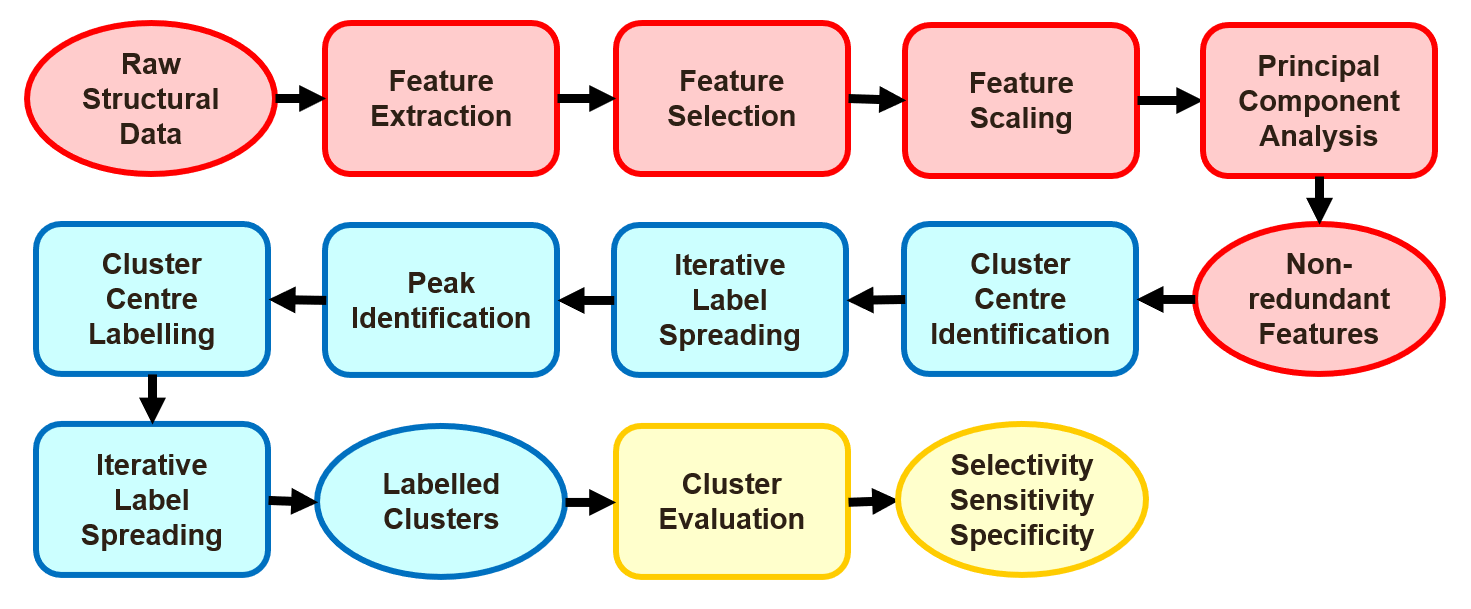 Raw
Structural
Data
Feature
Extraction
Feature
Selection
Feature
Scaling
Principal
Component
Analysis
Non-
redundant
Features
Cluster
Centre
Identification
Iterative
Label
Spreading
Peak
Identification
Cluster
Centre
Labelling
Iterative
Label
Spreading
Labelled
Clusters
Cluster
Evaluation
Selectivity
Sensitivity
Specificity